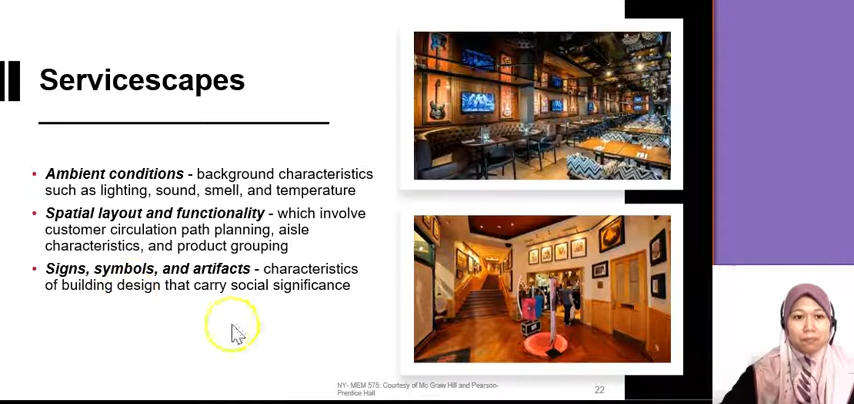 Servicescapes
• Ambient conditions - background characteristics
such as lighting, sound, smell, and temperature
• Spatial layout and functionality - which involve
customer circulation path planning, aisle
characteristics, and product grouping
• Signs, symbols, and artifacts - characteristics
of building design that carry social significance
NY- MEM 575: Courtesy of Mc Graw Hill and Pearson-
Prentice Hall
22